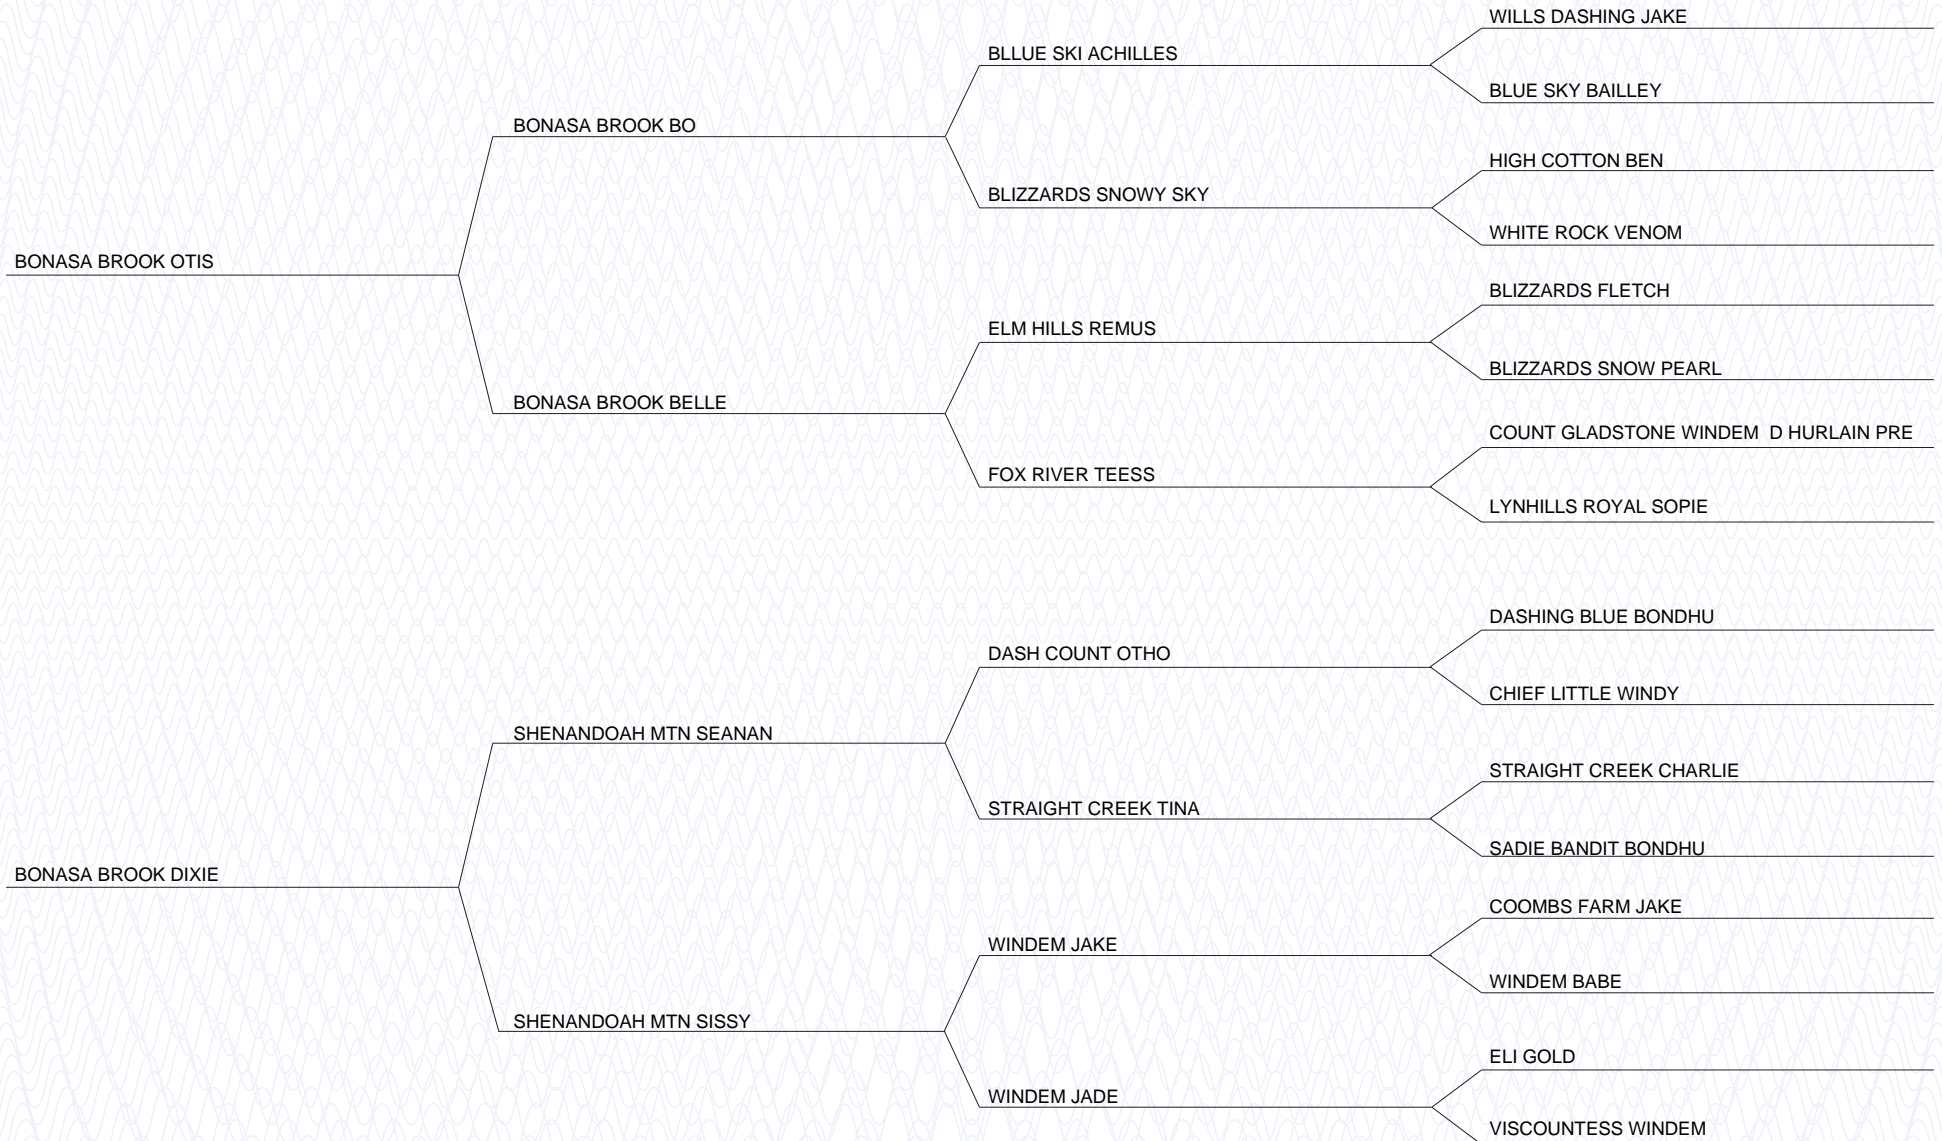 WILLS DASHING JAKE
BLLUE SKI ACHILLES
BLUE SKY BAILLEY
BONASA BROOK BO
HIGH COTTON BEN
BLIZZARDS SNOWY SKY
WHITE ROCK VENOM
BONASA BROOK OTIS
BLIZZARDS FLETCH
ELM HILLS REMUS
BLIZZARDS SNOW PEARL
BONASA BROOK BELLE
COUNT GLADSTONE WINDEM  D HURLAIN PRE
FOX RIVER TEESS
LYNHILLS ROYAL SOPIE
DASHING BLUE BONDHU
DASH COUNT OTHO
CHIEF LITTLE WINDY
SHENANDOAH MTN SEANAN
STRAIGHT CREEK CHARLIE
STRAIGHT CREEK TINA
SADIE BANDIT BONDHU
BONASA BROOK DIXIE
COOMBS FARM JAKE
WINDEM JAKE
WINDEM BABE
SHENANDOAH MTN SISSY
ELI GOLD
WINDEM JADE
VISCOUNTESS WINDEM